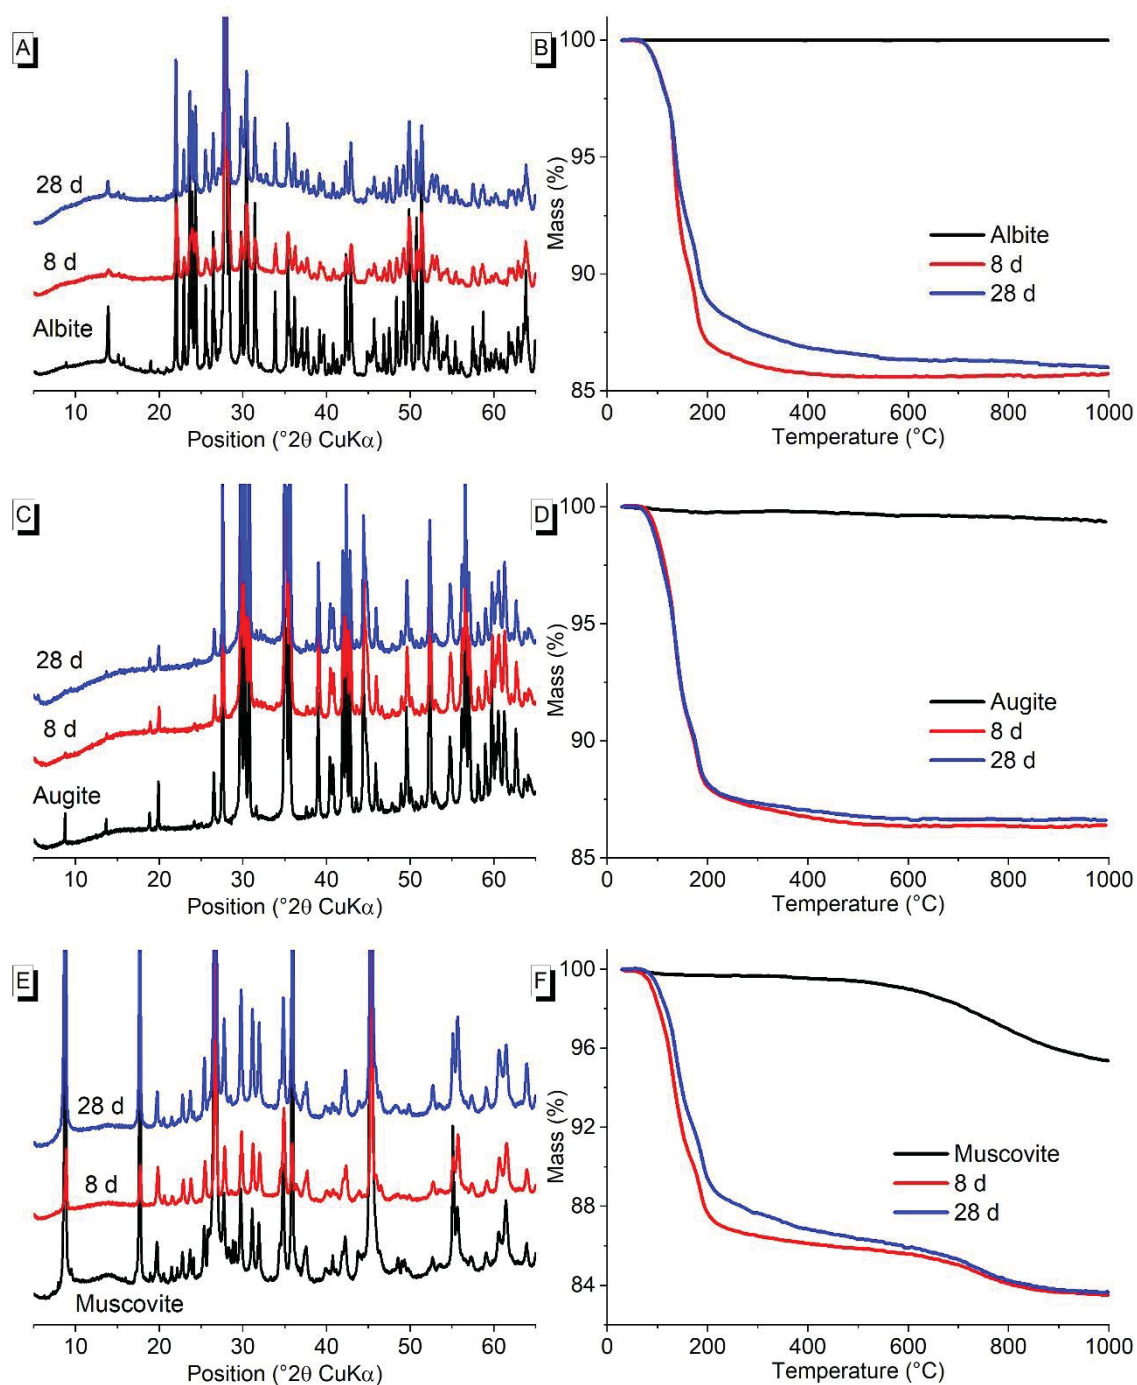 A
28 d
8 d
Albite
10 20 30 40 50 60
Position (°2θ CuKα)
B
100
95
90
85
Mass (%)
Albite
8 d
28 d
0 200 400 600 800 1000
Temperature (°C)
C
28 d
8 d
Augite
10 20 30 40 50 60
Position (°2θ CuKα)
D
100
95
90
85
Mass (%)
Augite
8 d
28 d
0 200 400 600 800 1000
Temperature (°C)
E
28 d
8 d
Muscovite
10 20 30 40 50 60
Position (°2θ CuKα)
F
100
96
92
88
84
Mass (%)
Muscovite
8 d
28 d
0 200 400 600 800 1000
Temperature (°C)